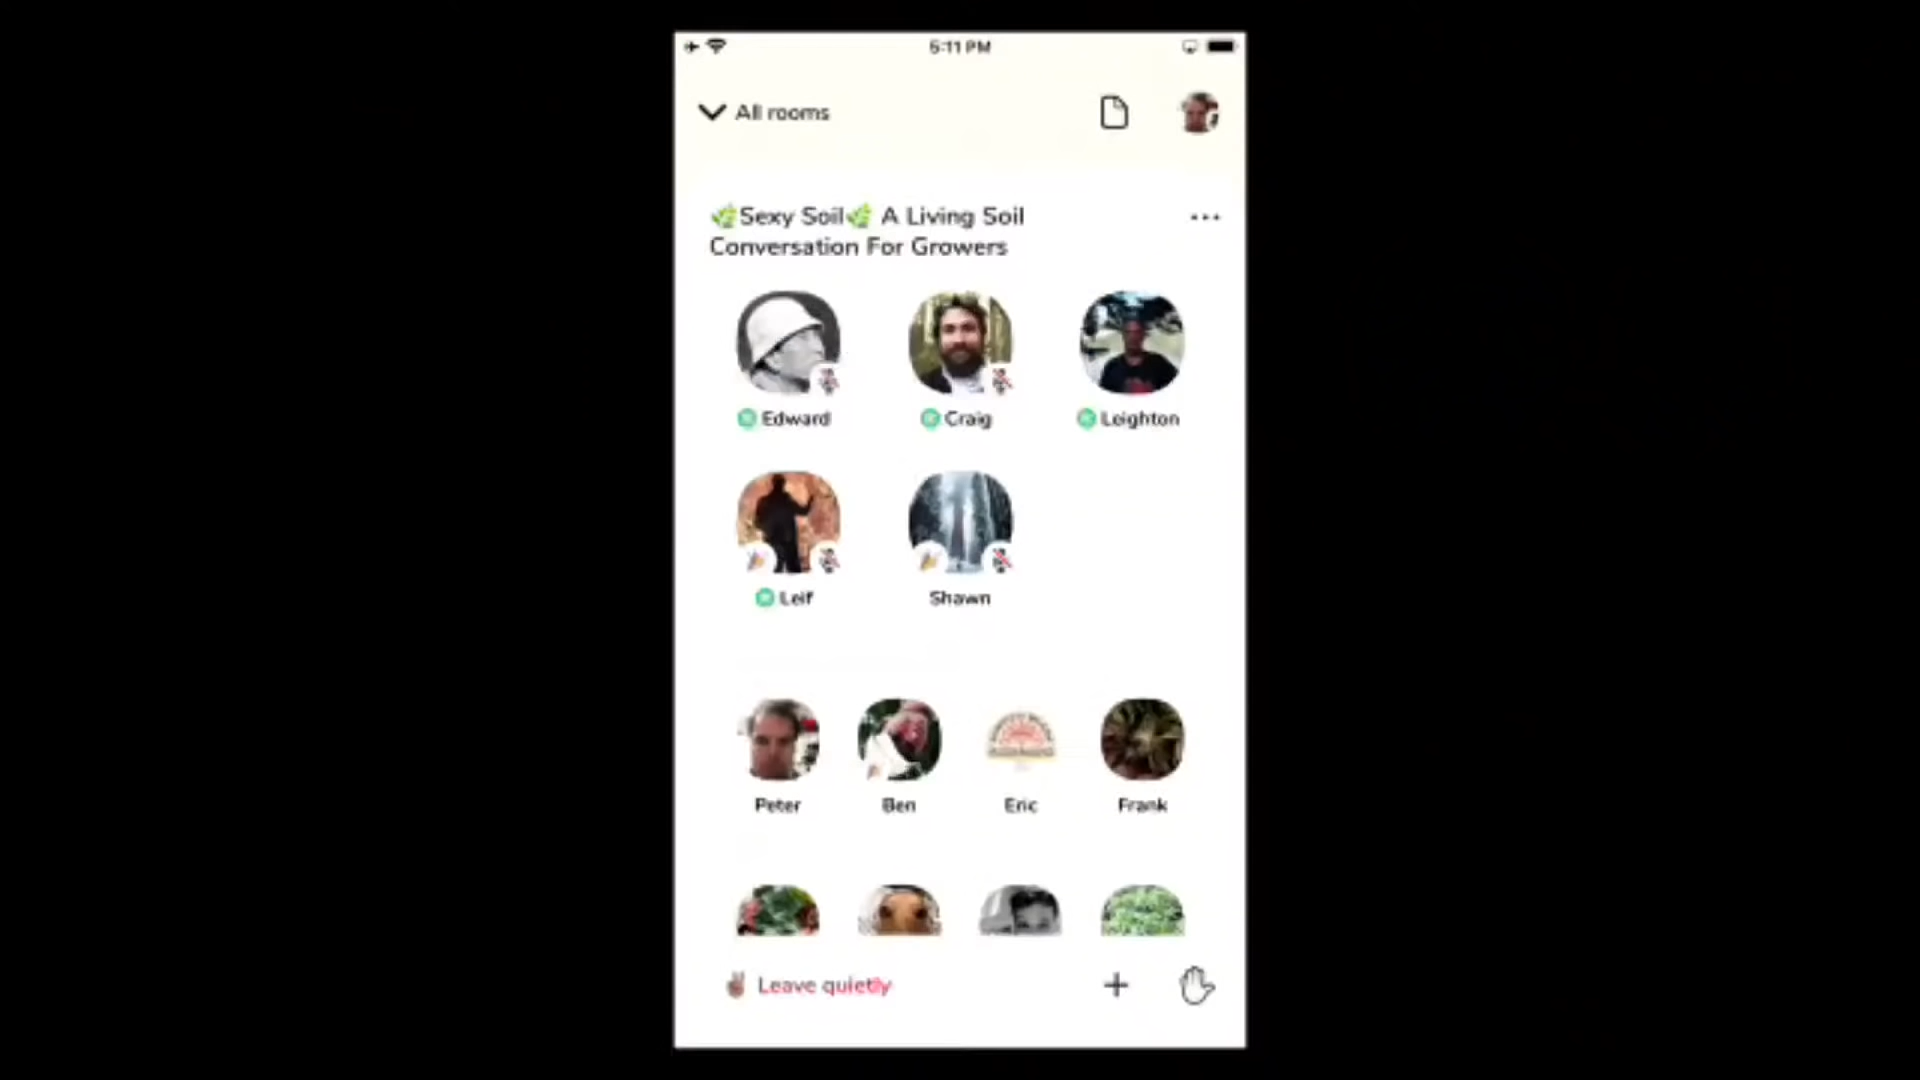 5:11 PM
All rooms
🌿Sexy Soil🌿 A Living Soil
Conversation For Growers
Edward
Craig
Leighton
Leif
Shawn
Peter
Ben
Eric
Frank
Leave quietly